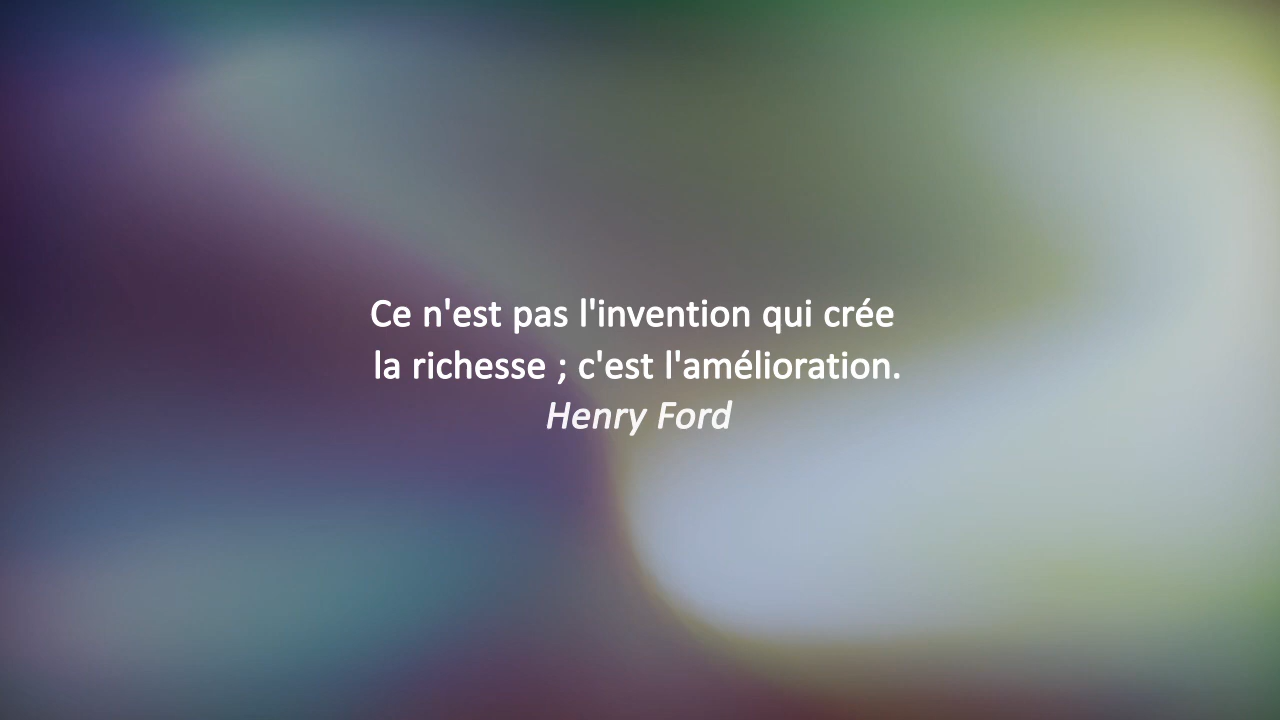 Ce n'est pas l'invention qui crée
la richesse ; c'est l'amélioration.
Henry Ford